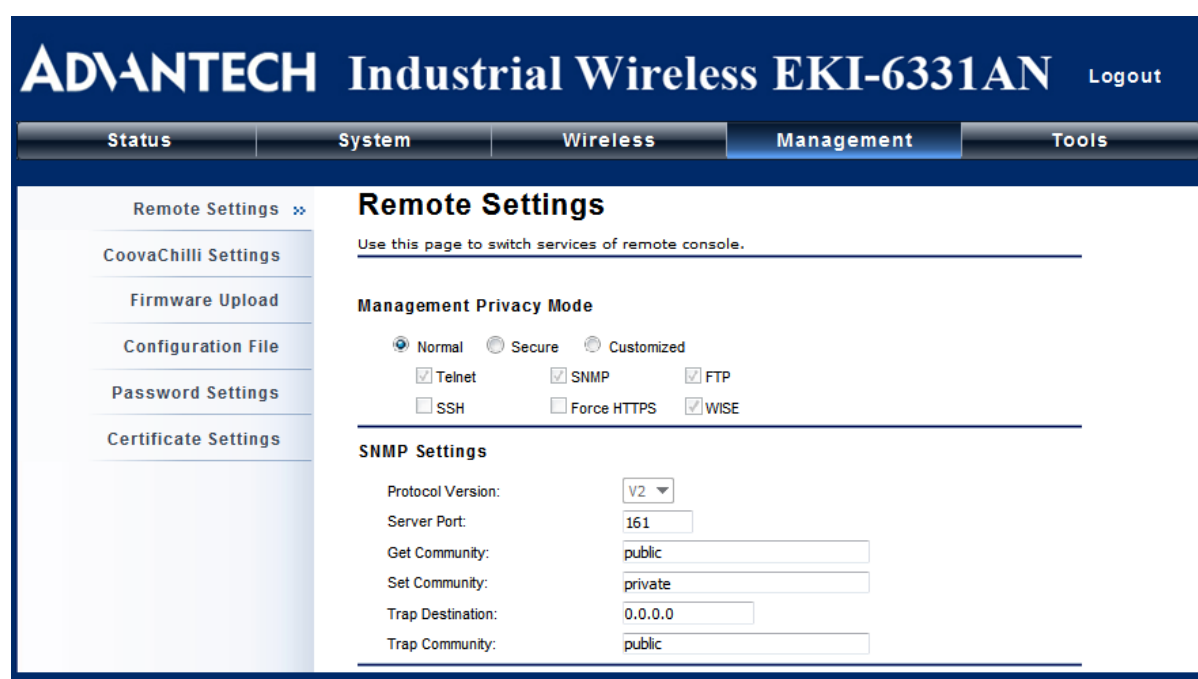 ADVANTECH Industrial Wireless EKI-6331AN Logout
Status System Wireless Management Tools
Remote Settings »
CoovaChilli Settings
Firmware Upload
Configuration File
Password Settings
Certificate Settings
Remote Settings
Use this page to switch services of remote console.
Management Privacy Mode
Normal Secure Customized
Telnet SNMP FTP
SSH Force HTTPS WISE
SNMP Settings
Protocol Version: V2
Server Port: 161
Get Community: public
Set Community: private
Trap Destination: 0.0.0.0
Trap Community: public